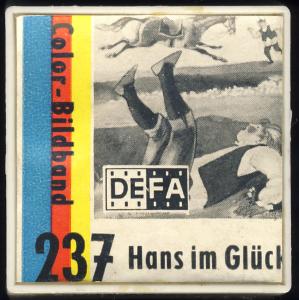 Color-Bildband
DEFA
237 Hans im Glück